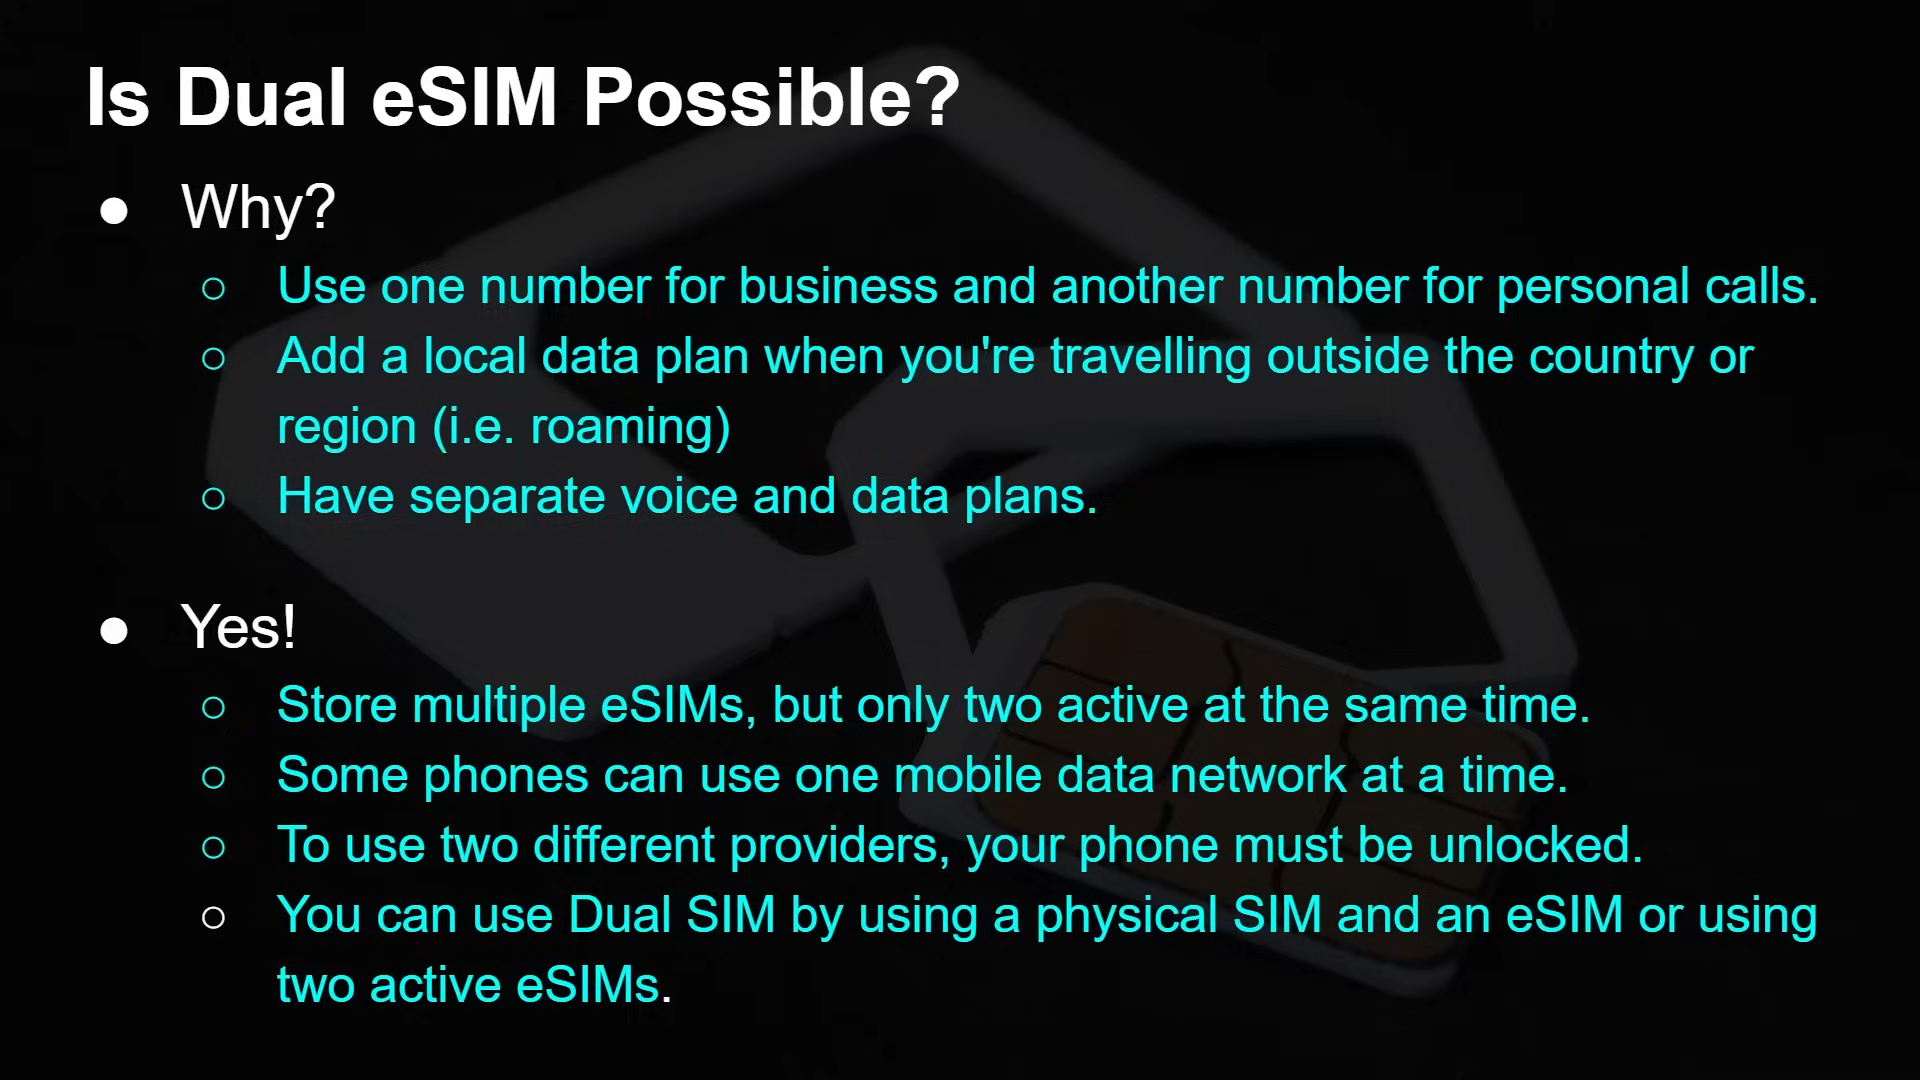 Is Dual eSIM Possible?
● Why?
○ Use one number for business and another number for personal calls.
○ Add a local data plan when you're travelling outside the country or
region (i.e. roaming)
○ Have separate voice and data plans.
● Yes!
○ Store multiple eSIMs, but only two active at the same time.
○ Some phones can use one mobile data network at a time.
○ To use two different providers, your phone must be unlocked.
○ You can use Dual SIM by using a physical SIM and an eSIM or using
two active eSIMs.